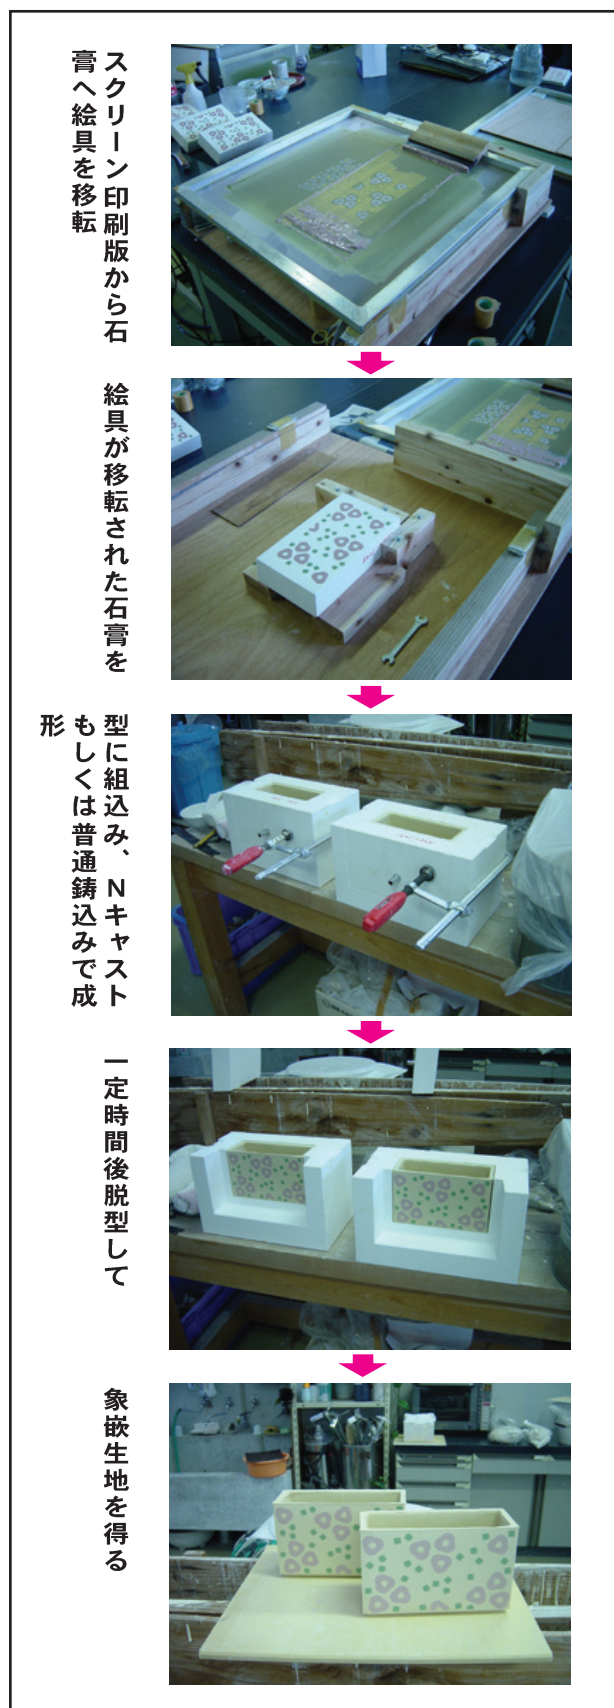 スクリーン印刷版から石
膏へ絵具を移転
絵具が移転された石膏を
型に組込み、Nキャスト
もしくは普通鋳込みで成
形
一定時間後脱型して
象嵌生地を得る